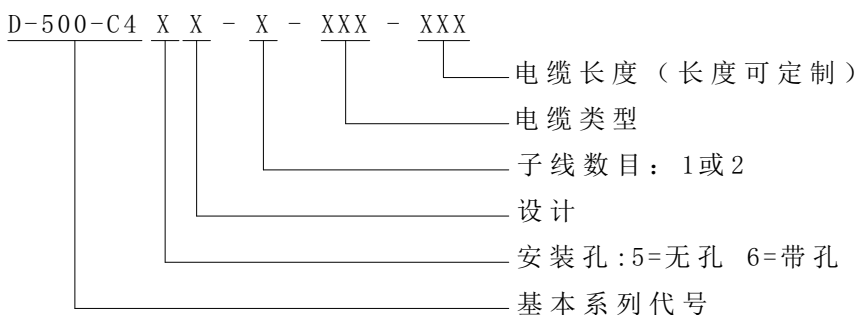 D-500-C4 X X - X - XXX - XXX
电缆长度（长度可定制）
电缆类型
子线数目：1或2
设计
安装孔:5=无孔 6=带孔
基本系列代号